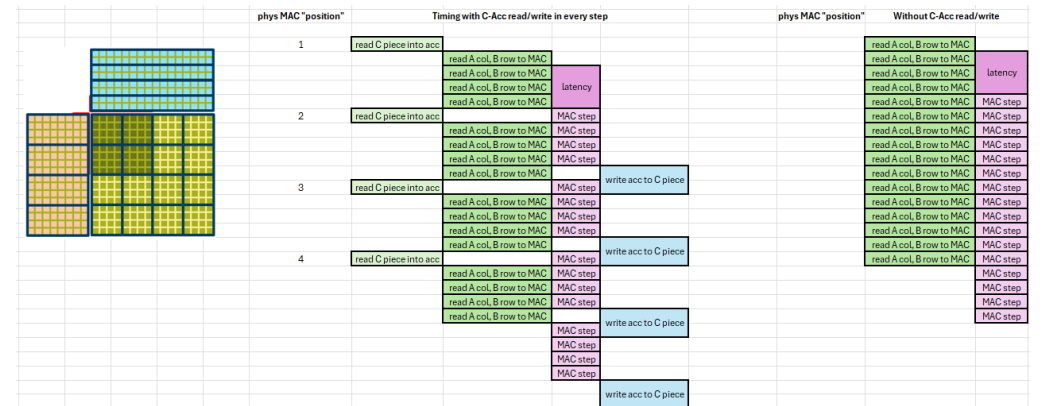 phys MAC "position" Timing with C-Acc read/write in every step phys MAC "position" Without C-Acc read/write
1 read C piece into acc read A col, B row to MAC
read A col, B row to MAC read A col, B row to MAC
read A col, B row to MAC read A col, B row to MAC latency
read A col, B row to MAC latency read A col, B row to MAC
read A col, B row to MAC read A col, B row to MAC MAC step
2 read C piece into acc MAC step read A col, B row to MAC MAC step
read A col, B row to MAC MAC step read A col, B row to MAC MAC step
read A col, B row to MAC MAC step read A col, B row to MAC MAC step
read A col, B row to MAC MAC step read A col, B row to MAC MAC step
write acc to C piece read A col, B row to MAC MAC step
3 read C piece into acc MAC step read A col, B row to MAC MAC step
read A col, B row to MAC MAC step read A col, B row to MAC MAC step
read A col, B row to MAC MAC step read A col, B row to MAC MAC step
read A col, B row to MAC MAC step read A col, B row to MAC MAC step
read A col, B row to MAC write acc to C piece read A col, B row to MAC MAC step
4 read C piece into acc MAC step read A col, B row to MAC MAC step
read A col, B row to MAC MAC step MAC step
read A col, B row to MAC MAC step MAC step
read A col, B row to MAC MAC step MAC step
read A col, B row to MAC write acc to C piece MAC step
MAC step
MAC step
MAC step
MAC step
write acc to C piece